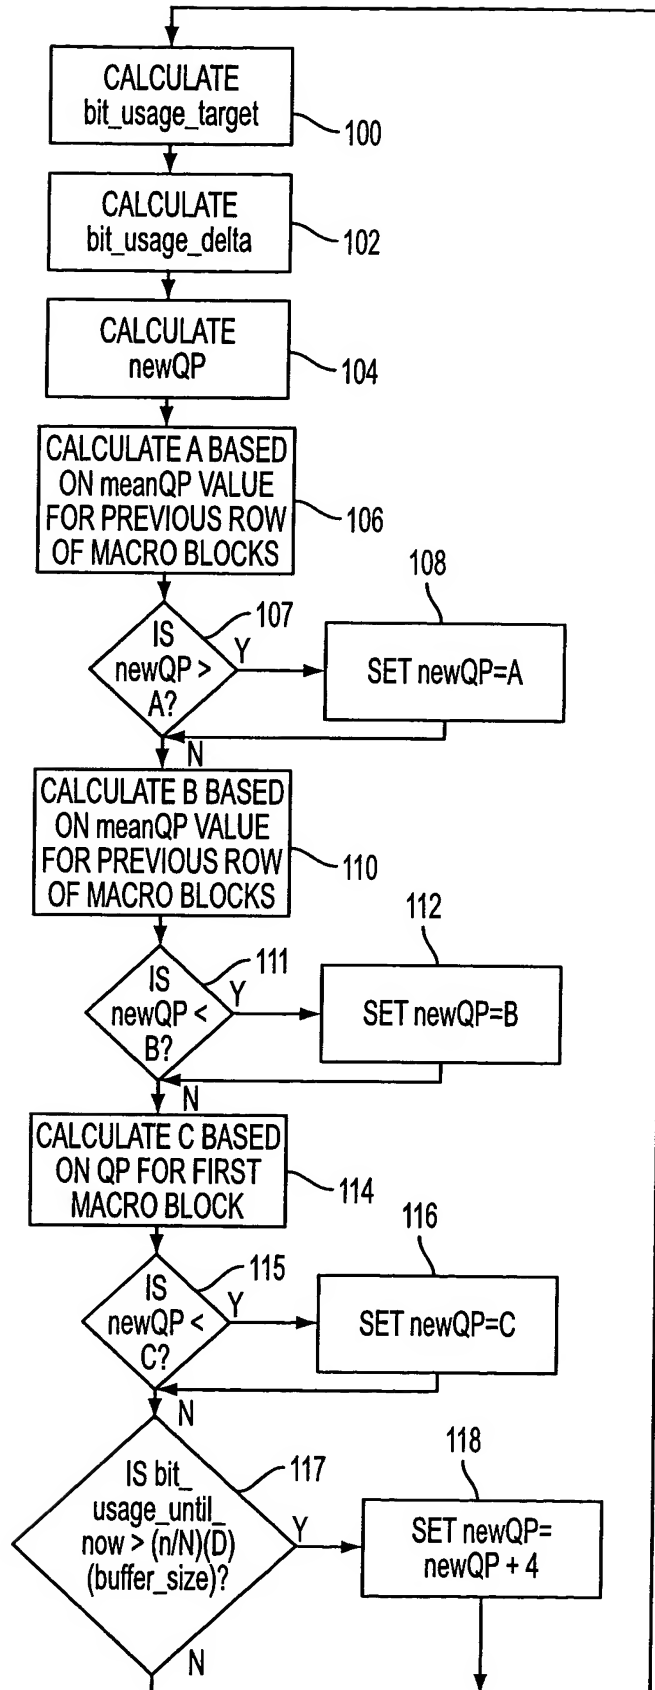 CALCULATE
bit_usage_target
100
CALCULATE
bit_usage_delta
102
CALCULATE
newQP
104
CALCULATE A BASED
ON meanQP VALUE
FOR PREVIOUS ROW
OF MACRO BLOCKS
106
IS
newQP >
A?
107
Y
108
SET newQP=A
N
CALCULATE B BASED
ON meanQP VALUE
FOR PREVIOUS ROW
OF MACRO BLOCKS
110
IS
newQP <
B?
111
Y
112
SET newQP=B
N
CALCULATE C BASED
ON QP FOR FIRST
MACRO BLOCK
114
IS
newQP <
C?
115
Y
116
SET newQP=C
N
IS bit_
usage_until_
now > (n/N)(D)
(buffer_size)?
117
Y
118
SET newQP=
newQP + 4
N